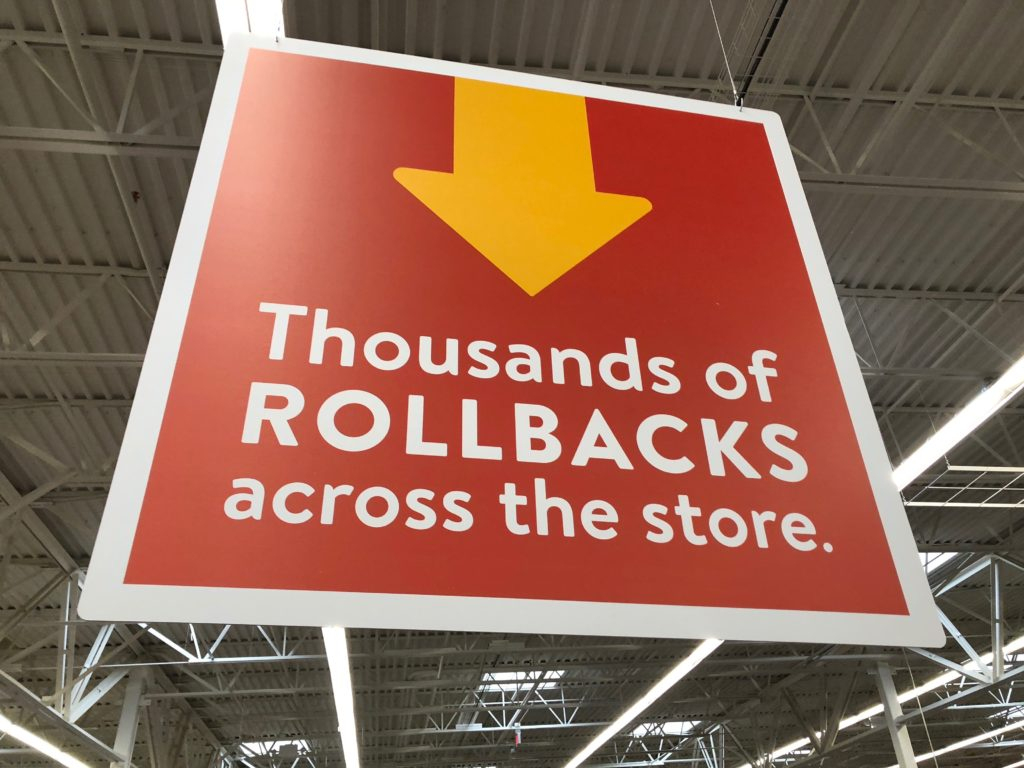 Thousands of
ROLLBACKS
across the store.